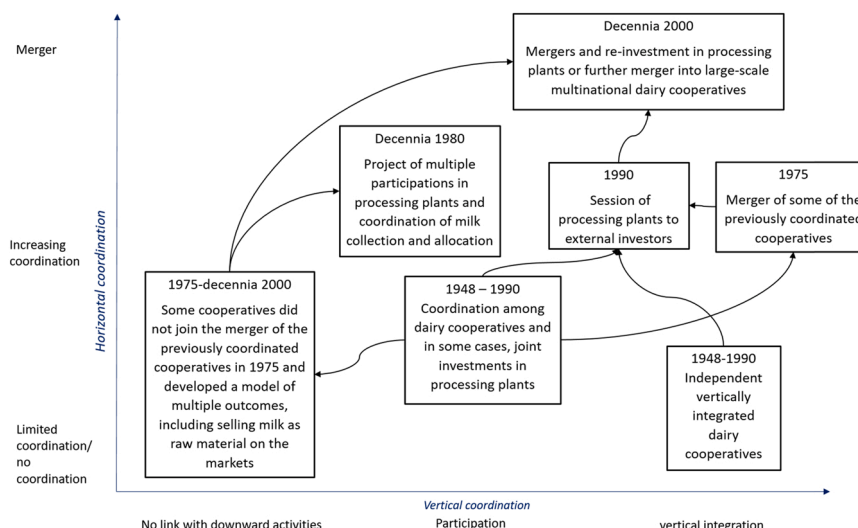 Merger
Decennia 2000
Mergers and re-investment in processing
plants or further merger into large-scale
multinational dairy cooperatives
Decennia 1980
Project of multiple
participations in
processing plants and
coordination of milk
collection and allocation
1990
Session of
processing plants to
external investors
1975
Merger of some of the
previously coordinated
cooperatives
Increasing
coordination
Horizontal coordination
1975-decennia 2000
Some cooperatives did
not join the merger of the
previously coordinated
cooperatives in 1975 and
developed a model of
multiple outcomes,
including selling milk as
raw material on the
markets
1948 – 1990
Coordination among
dairy cooperatives and
in some cases, joint
investments in
processing plants
1948-1990
Independent
vertically
integrated
dairy
cooperatives
Limited
coordination/
no
coordination
Vertical coordination
No link with downward activities
Participation
vertical integration